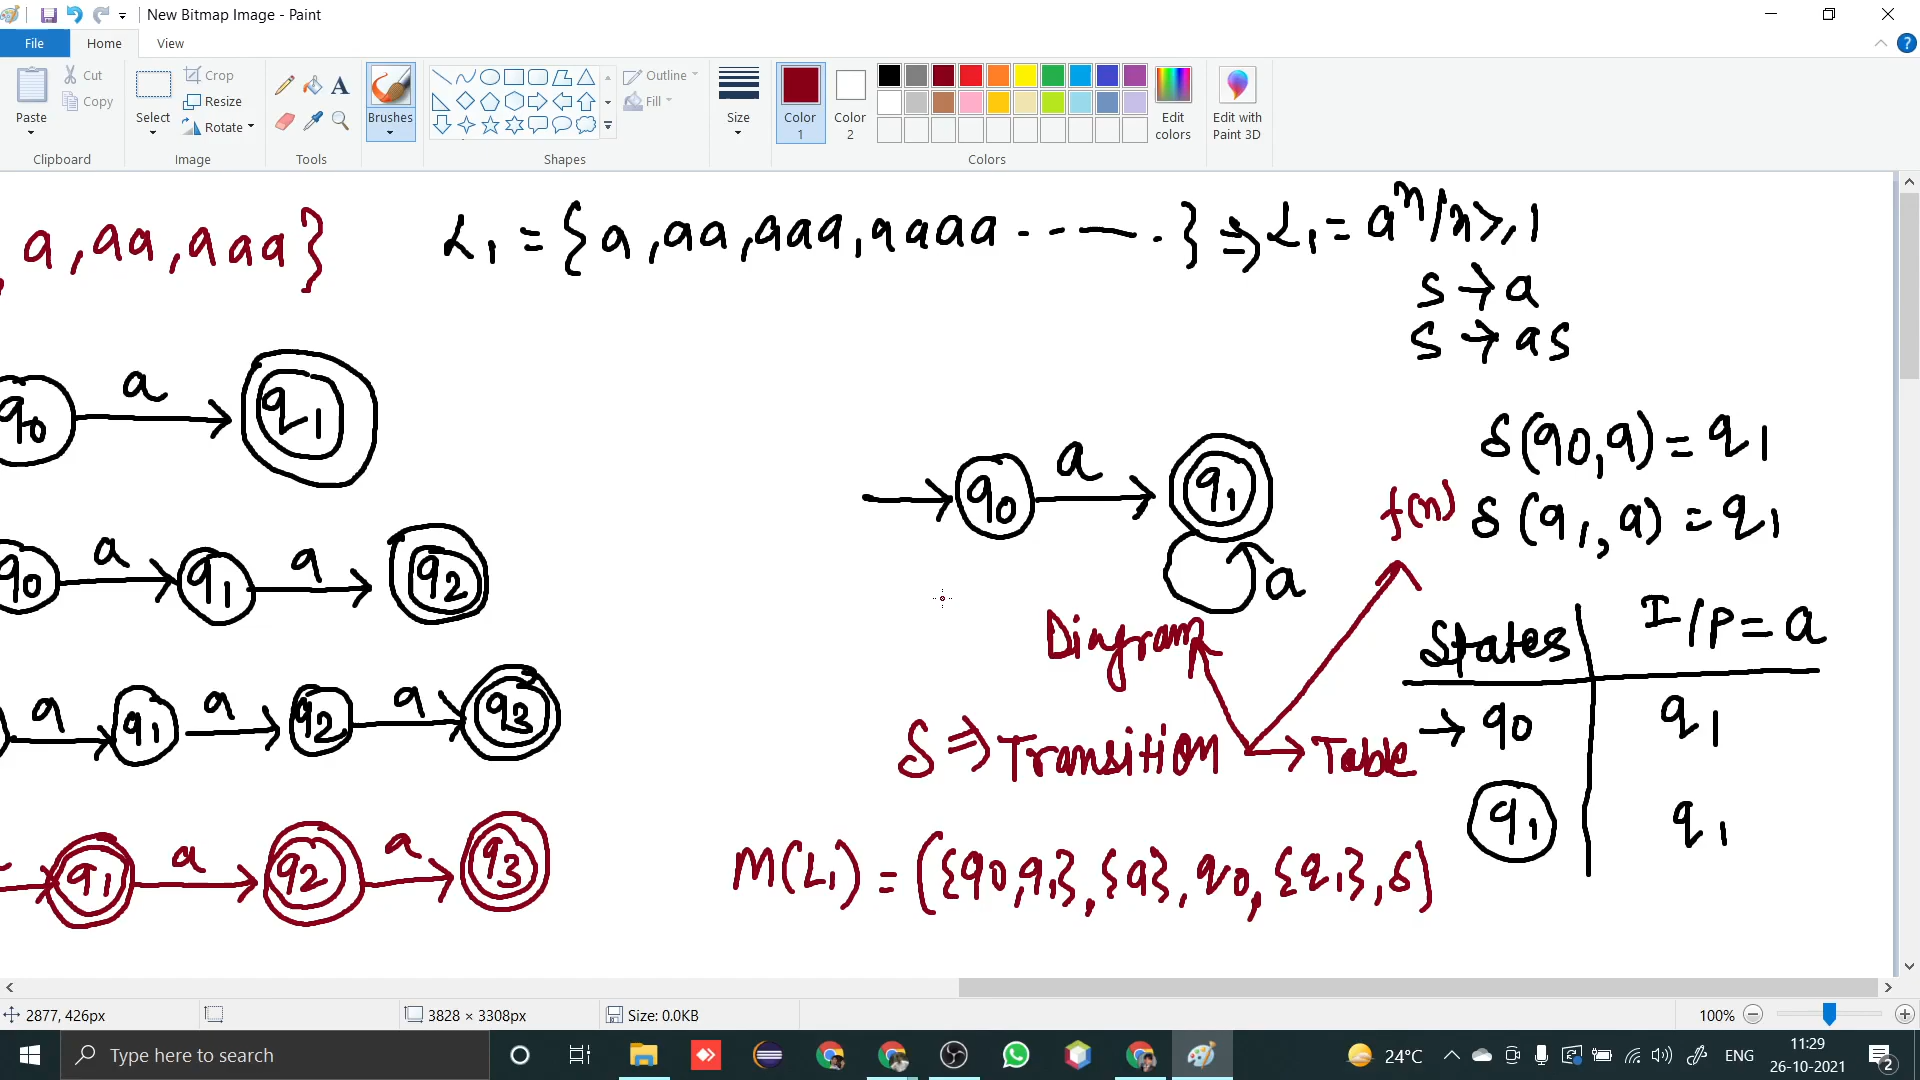 New Bitmap Image - Paint
File Home View
Paste
Cut
Copy
Clipboard
Select
Crop
Resize
Rotate
Image
A
Tools
Brushes
Outline
Fill
Shapes
Size
Color 1
Color 2
Edit colors
Colors
Edit with Paint 3D
, a, aa, aaa}
L1 = {a, aa, aaa, aaaa ------. } ⇒ L1 = a^n/n≥1
S → a
S → aS
q0 a q1
q0 a q1 a q2
a q1 a q2 a q3
q1 a q2 a q3
q0 a q1
a
δ(q0, a) = q1
f(n) δ(q1, a) = q1
Diagram
δ ⇒ Transition → Table
States I/P = a
→ q0 q1
q1 q1
M(L1) = ({q0, q1}, {a}, q0, {q1}, δ)
2877, 426px
3828 × 3308px
Size: 0.0KB
100%
Type here to search
24°C
ENG
11:29
26-10-2021
2